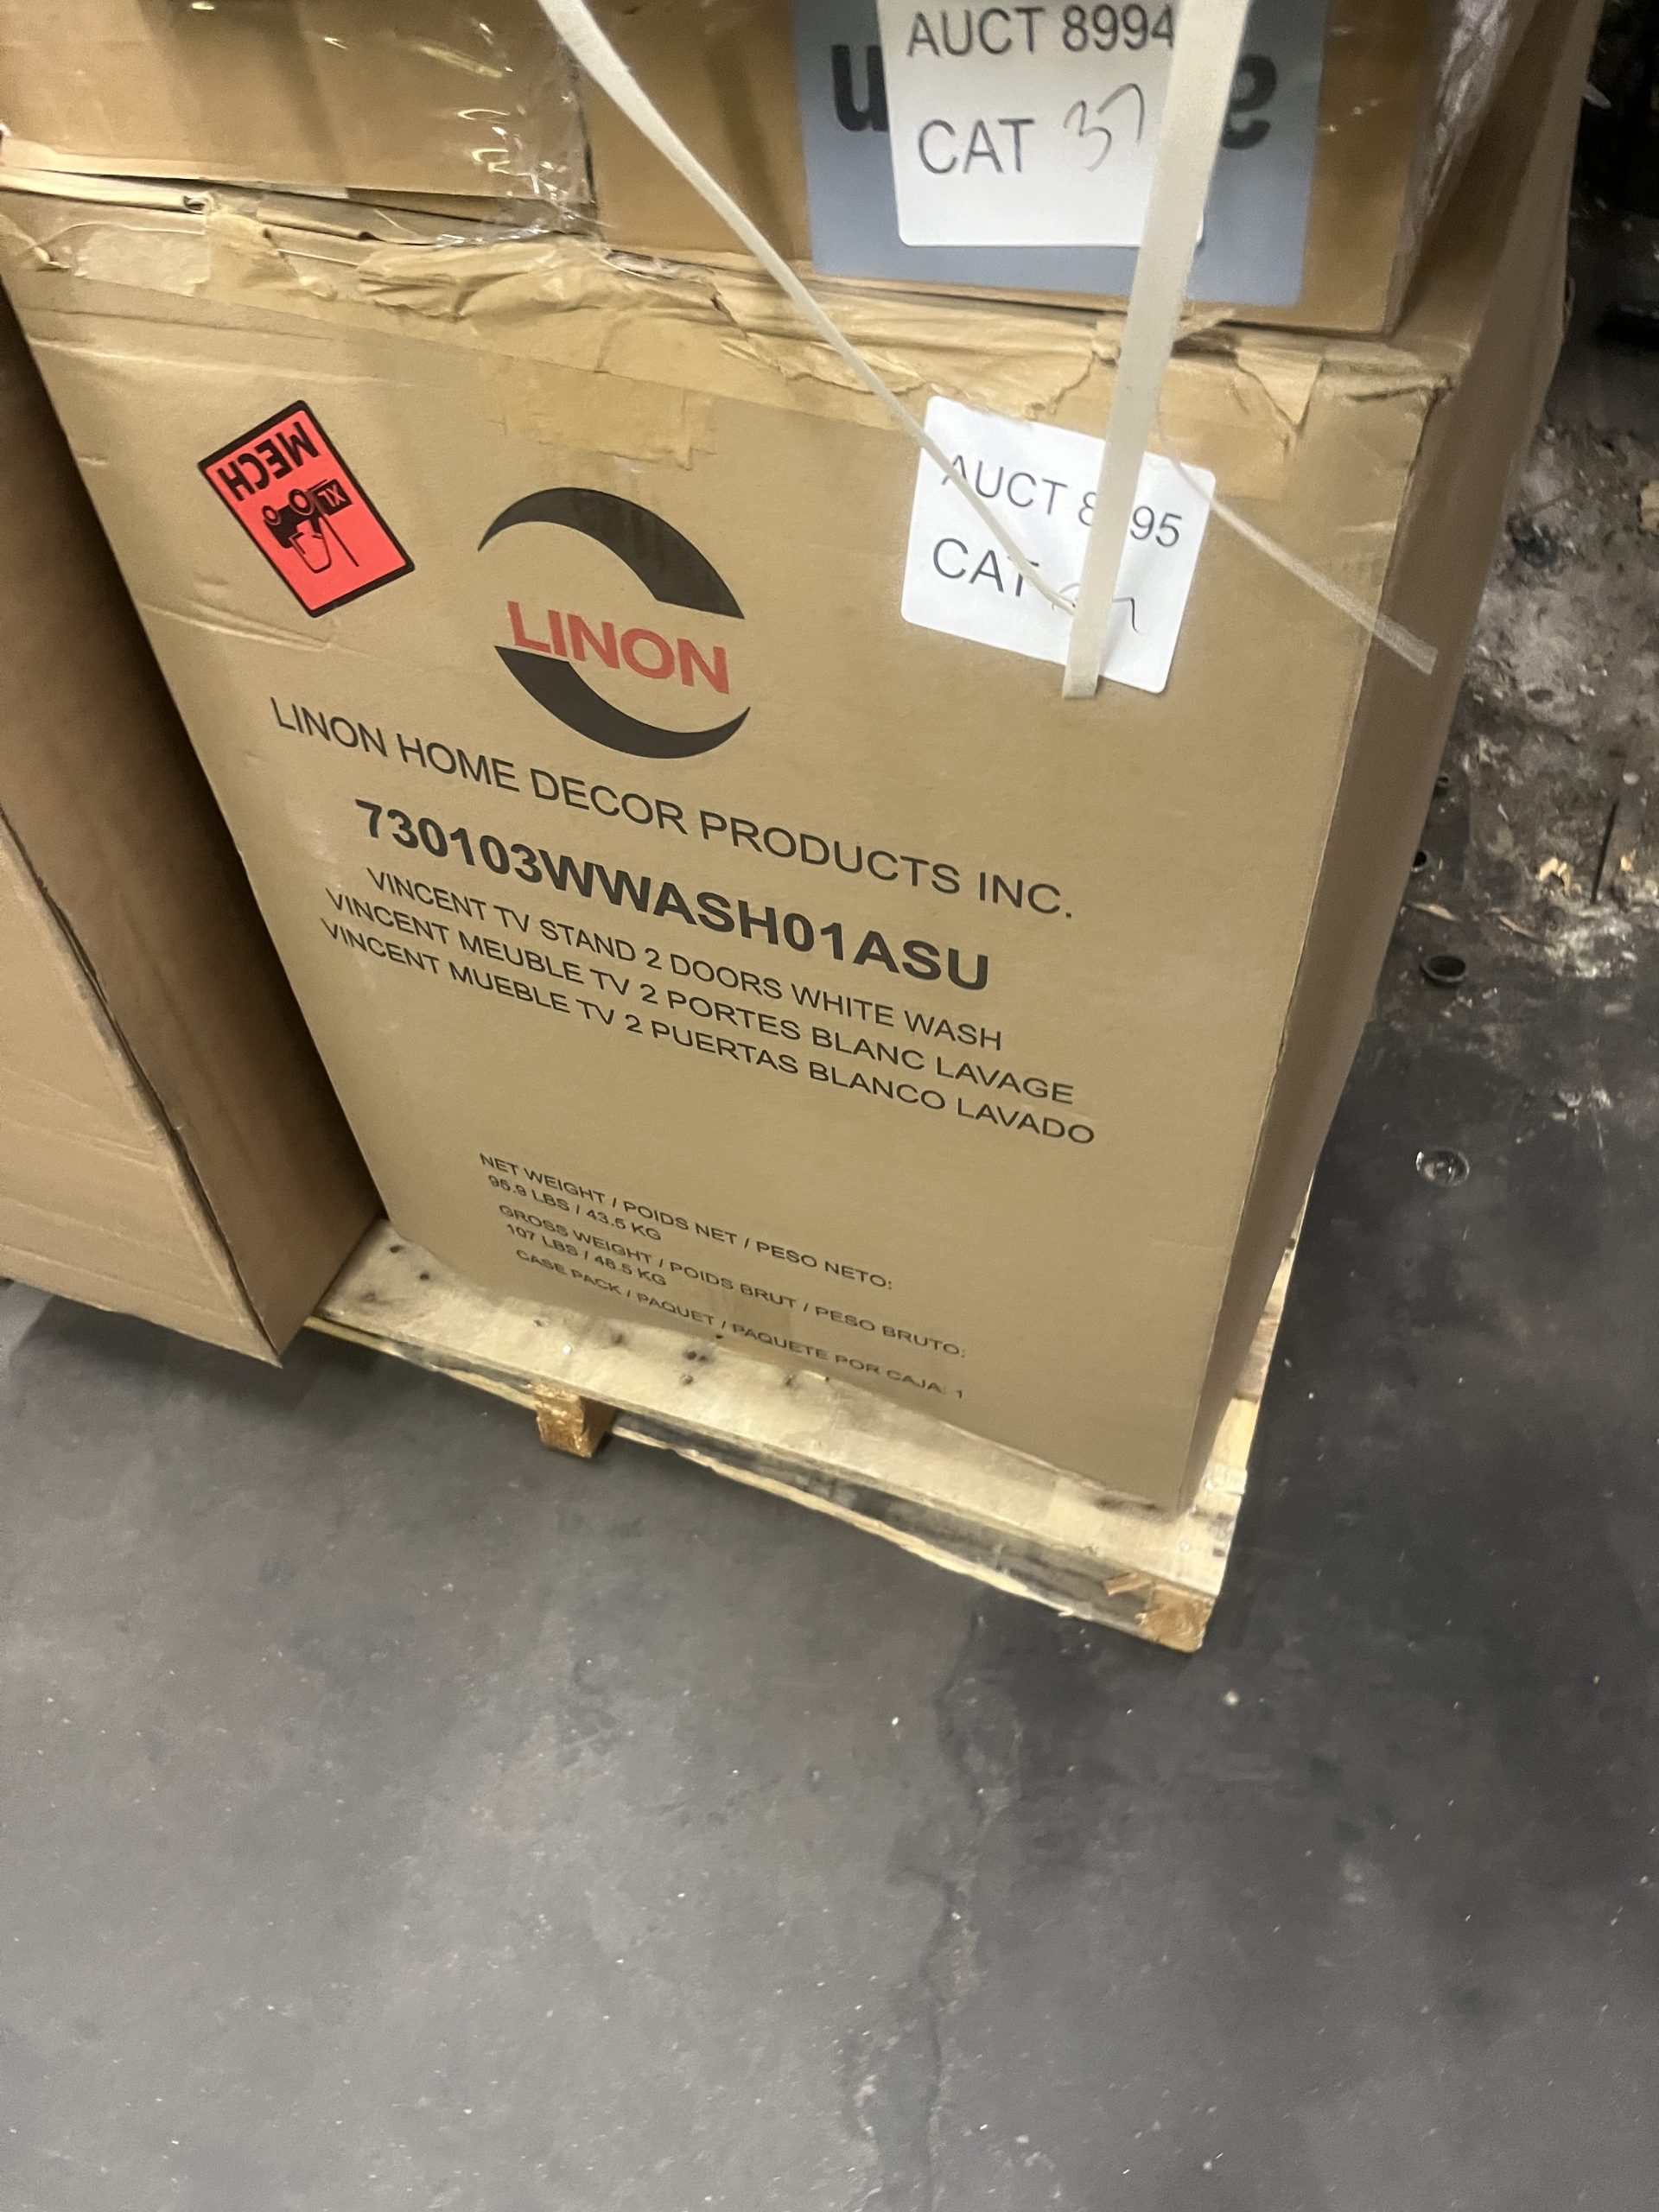 AUCT 8994
CAT 37
MECH
XL
AUCT 8 95
CAT
LINON
LINON HOME DECOR PRODUCTS INC.
730103WWASH01ASU
VINCENT TV STAND 2 DOORS WHITE WASH
VINCENT MEUBLE TV 2 PORTES BLANC LAVAGE
VINCENT MUEBLE TV 2 PUERTAS BLANCO LAVADO
NET WEIGHT / POIDS NET / PESO NETO:
95.9 LBS / 43.5 KG
GROSS WEIGHT / POIDS BRUT / PESO BRUTO:
107 LBS / 48.5 KG
CASE PACK / PAQUET / PAQUETE POR CAJA: 1